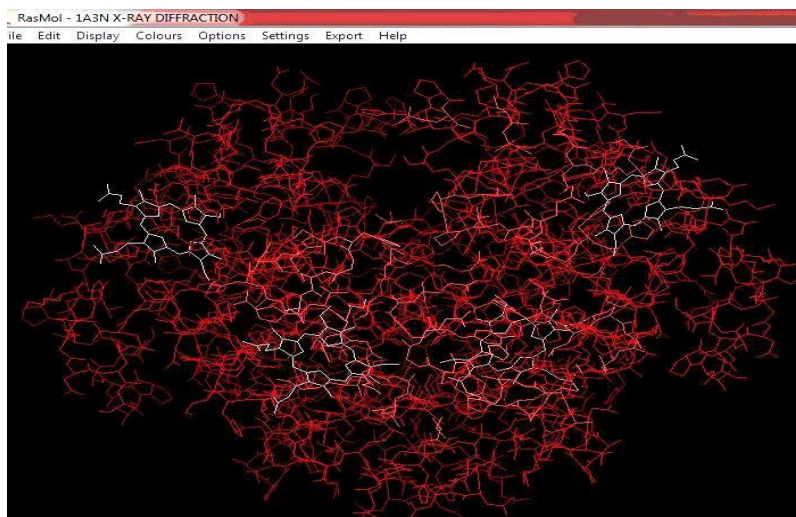 RasMol - 1A3N X-RAY DIFFRACTION
ile Edit Display Colours Options Settings Export Help